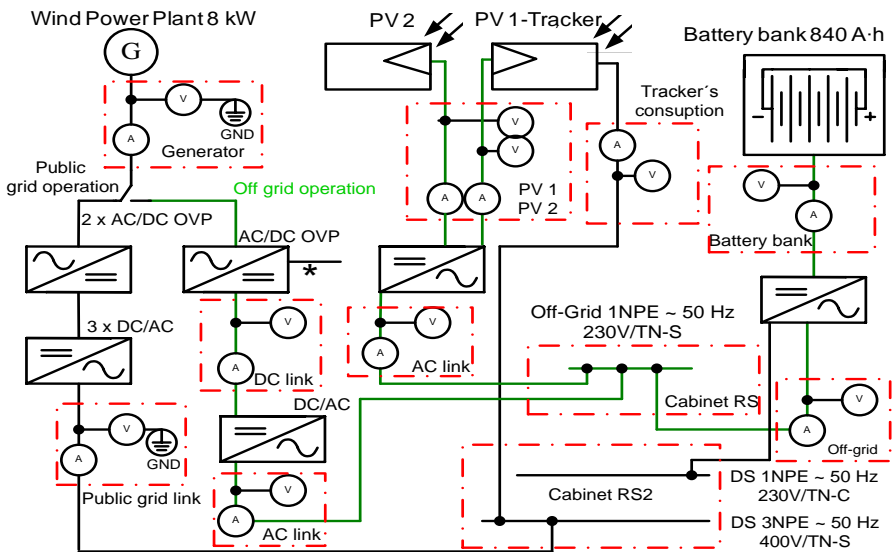 Wind Power Plant 8 kW
PV 2
PV 1-Tracker
Battery bank 840 A·h
G
V
GND
A
Generator
Tracker´s
consuption
V
V
A
V
A
A
PV 1
PV 2
V
A
Battery bank
- +
Public
grid operation
Off grid operation
2 x AC/DC OVP
AC/DC OVP
*
3 x DC/AC
V
A
DC link
V
A
AC link
Off-Grid 1NPE ~ 50 Hz
230V/TN-S
Cabinet RS
DC/AC
V
GND
A
Public grid link
V
A
AC link
V
A
Off-grid
Cabinet RS2
DS 1NPE ~ 50 Hz
230V/TN-C
DS 3NPE ~ 50 Hz
400V/TN-S